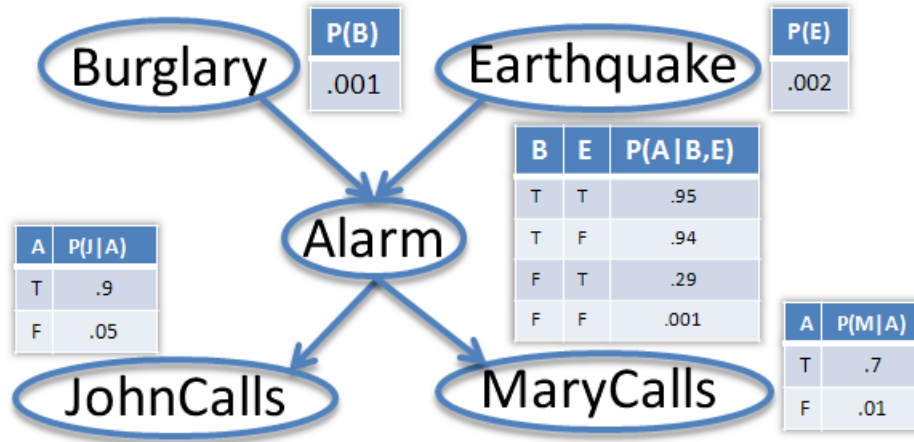 Burglary
P(B)
.001
Earthquake
P(E)
.002
B E P(A|B,E)
T T .95
T F .94
F T .29
F F .001
Alarm
A P(J|A)
T .9
F .05
JohnCalls
MaryCalls
A P(M|A)
T .7
F .01